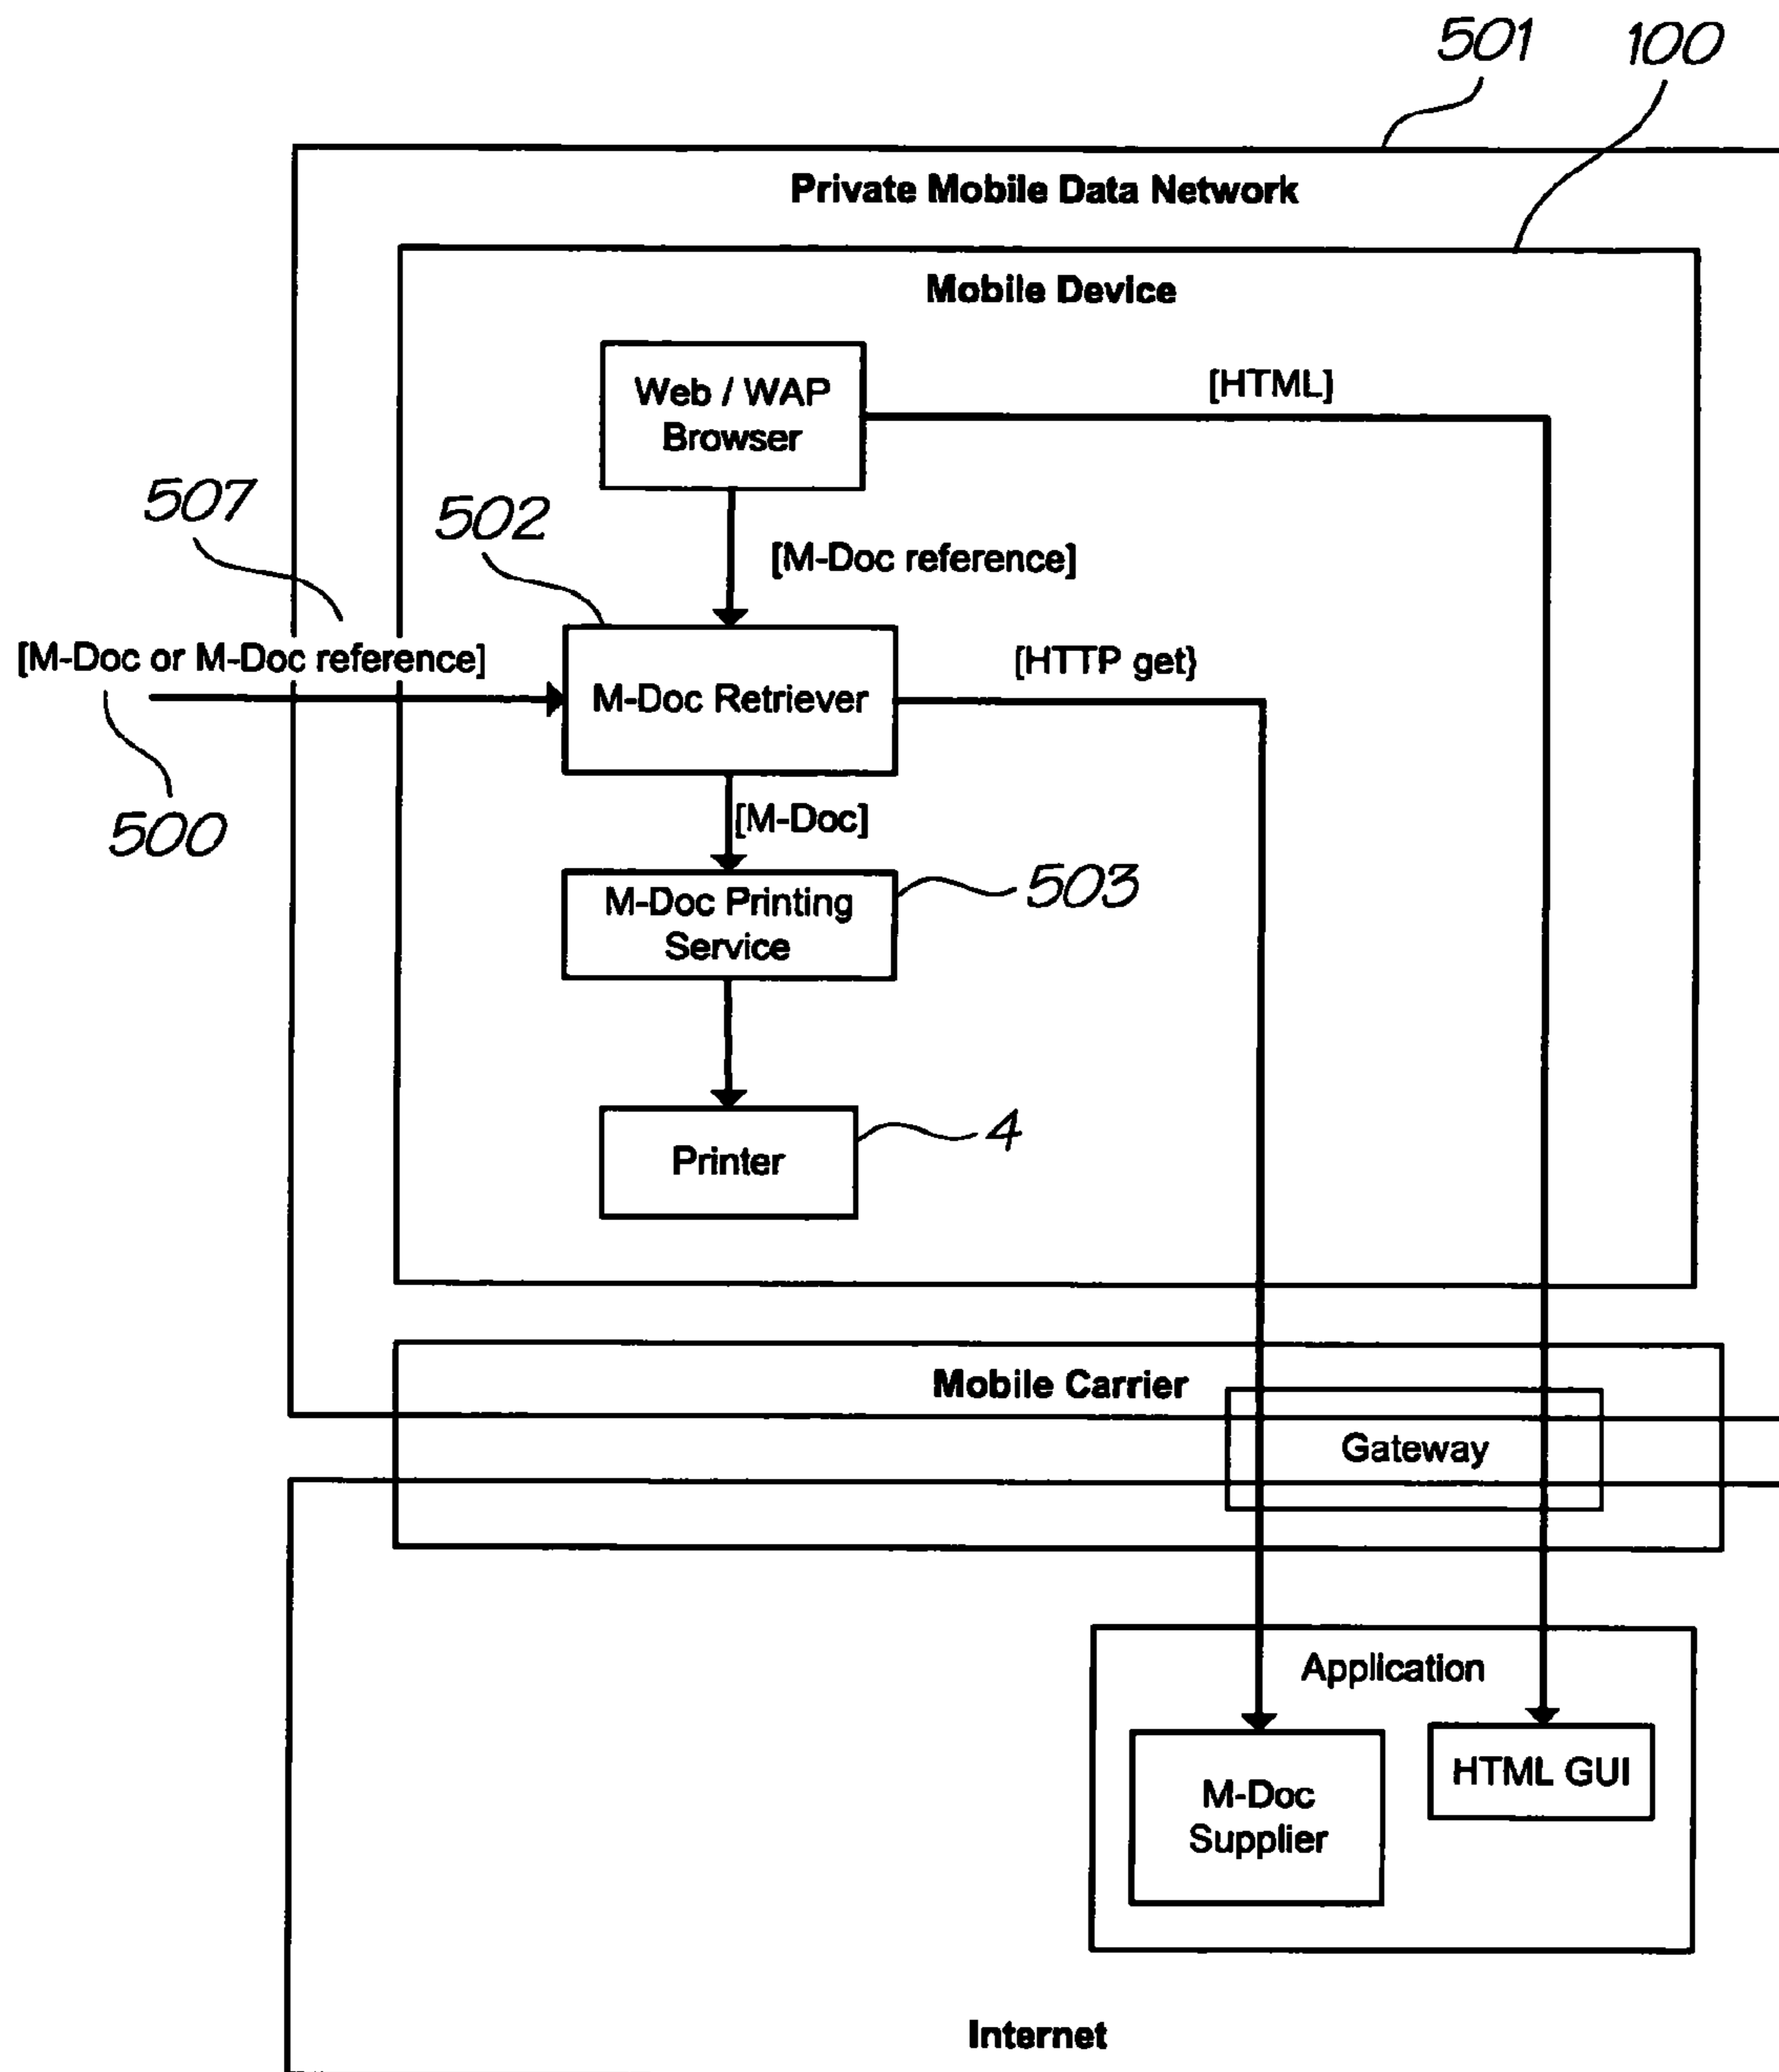 501
100
Private Mobile Data Network
Mobile Device
Web / WAP
Browser
[HTML]
507
502
[M-Doc reference]
[M-Doc or M-Doc reference]
M-Doc Retriever
[HTTP get}
500
[M-Doc]
M-Doc Printing
Service
503
Printer
4
Mobile Carrier
Gateway
Application
M-Doc
Supplier
HTML GUI
Internet